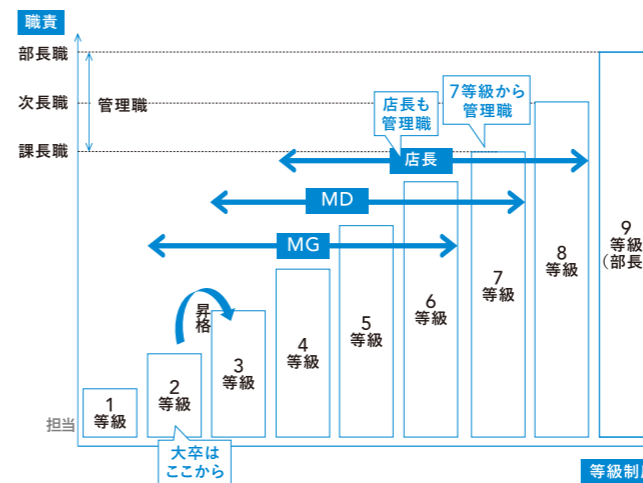 職責
部長職
次長職
課長職
管理職
店長も
管理職
7等級から
管理職
店長
MD
MG
昇格
1
等級
2
等級
3
等級
4
等級
5
等級
6
等級
7
等級
8
等級
9
等級
（部長
担当
大卒は
ここから
等級制